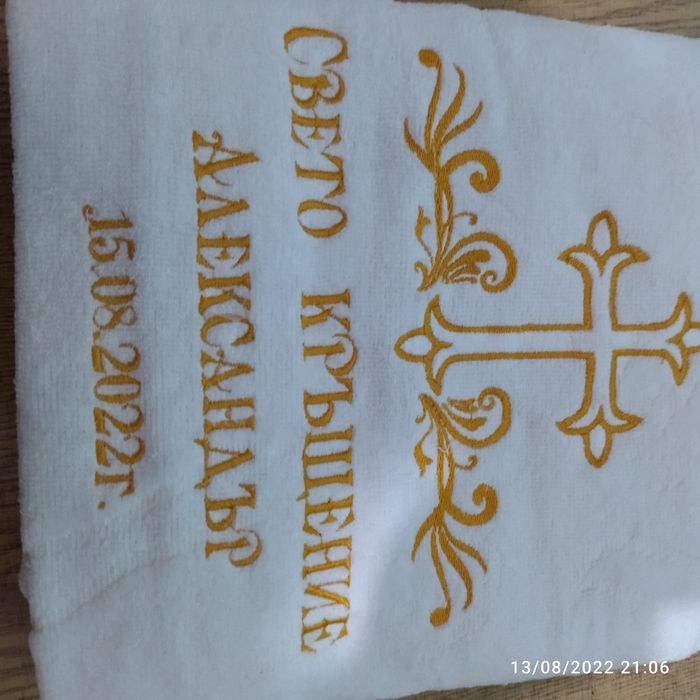 СВЕТО КРЪЩЕНИЕ
АЛЕКСАНДЪР
15.08.2022г.
13/08/2022 21:06